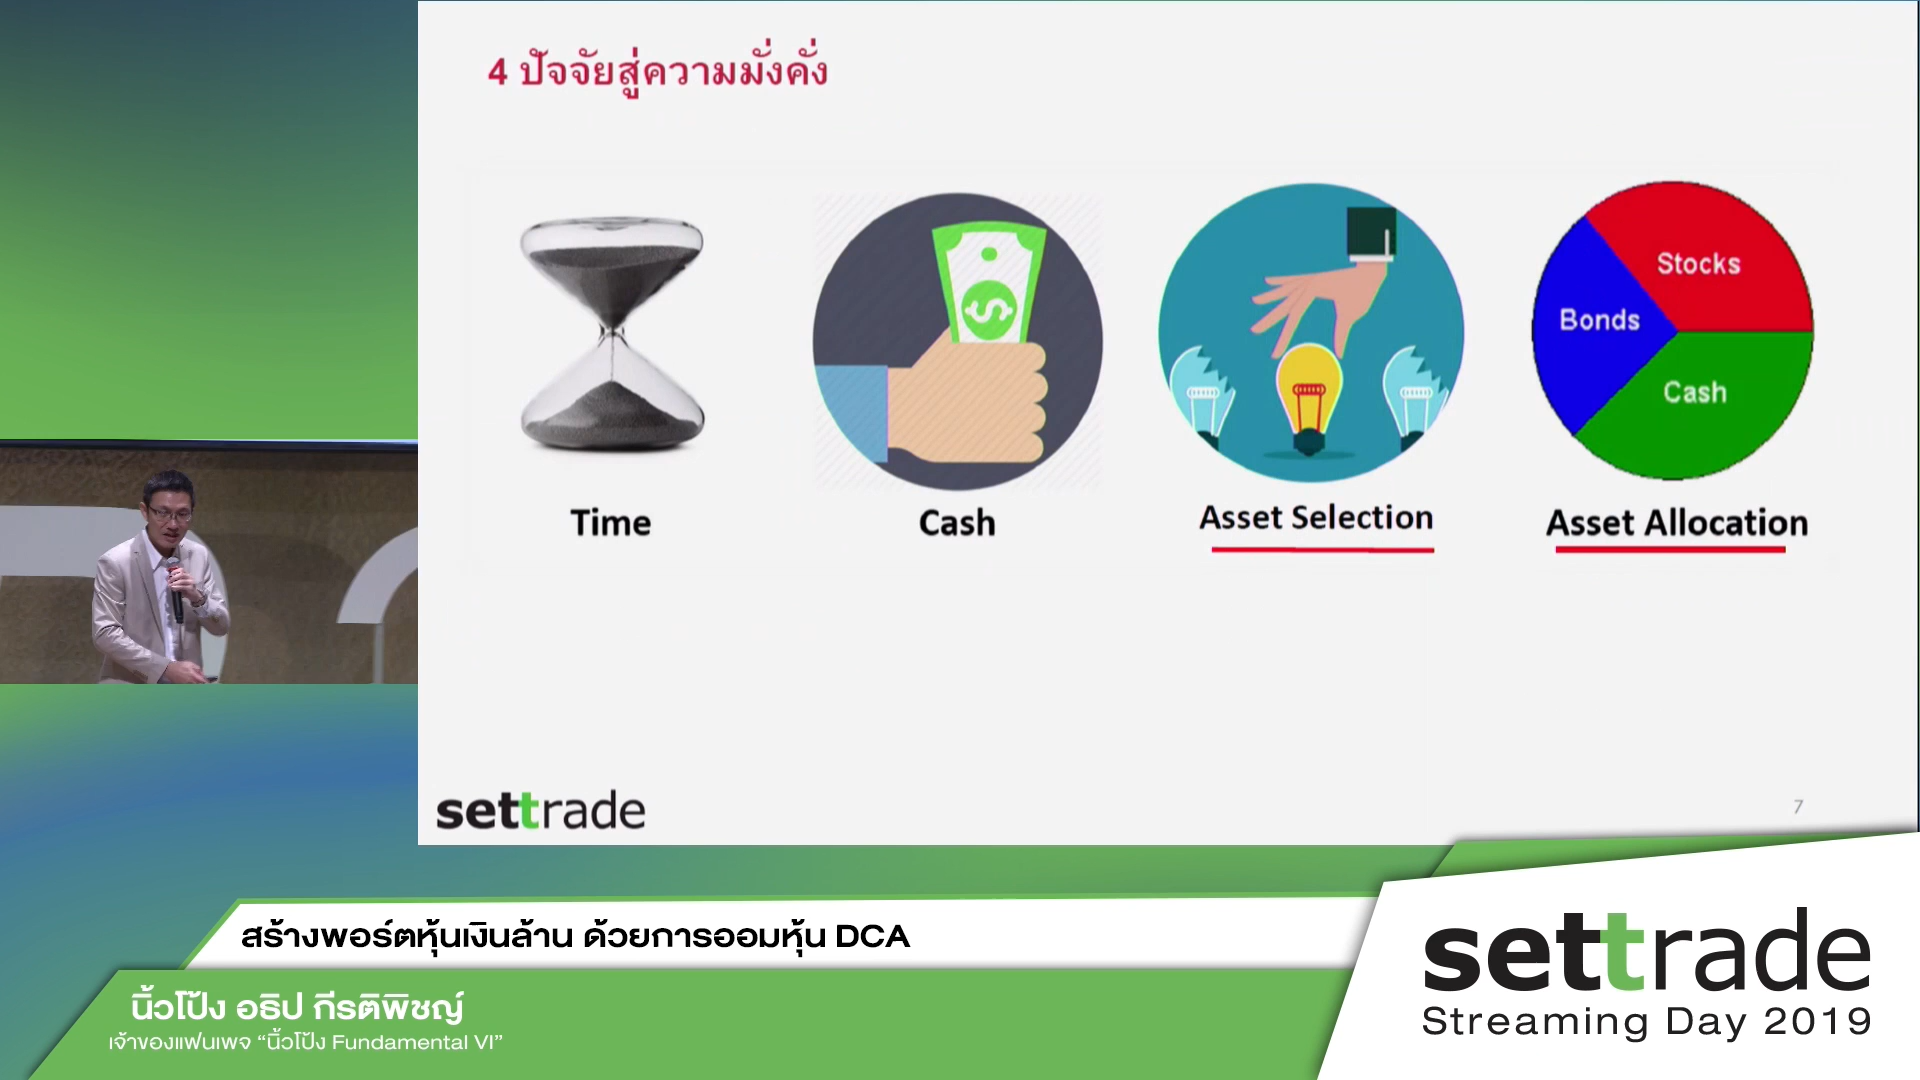 4 ปัจจัยสู่ความมั่งคั่ง
Stocks
Bonds
Cash
Time
Cash
Asset Selection
Asset Allocation
settrade
7
สร้างพอร์ตหุ้นเงินล้าน ด้วยการออมหุ้น DCA
นิ้วโป้ง อธิป กีรติพิชญ์
เจ้าของแฟนเพจ “นิ้วโป้ง Fundamental VI”
settrade
Streaming Day 2019